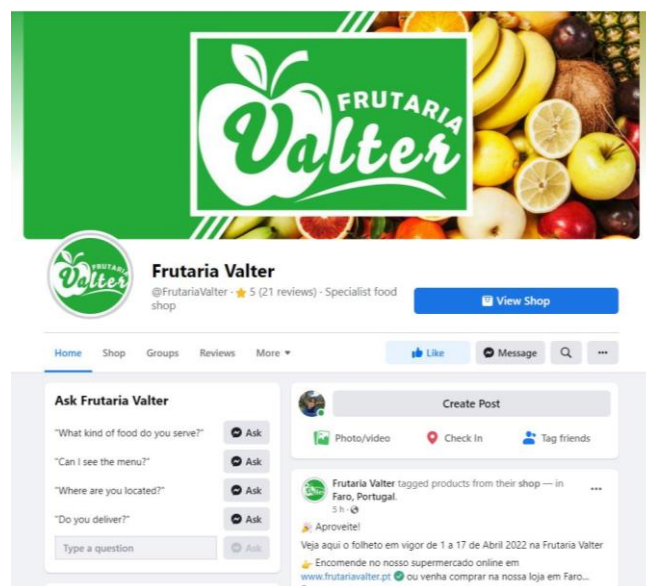 FRUTARIA
Valter
FRUTARIA
Valter
Frutaria Valter
@FrutariaValter · 5 (21 reviews) · Specialist food
shop
View Shop
Home Shop Groups Reviews More
Like Message
Ask Frutaria Valter
"What kind of food do you serve?" Ask
"Can I see the menu?" Ask
"Where are you located?" Ask
"Do you deliver?" Ask
Type a question Ask
Create Post
Photo/video Check In Tag friends
Frutaria Valter tagged products from their shop — in
Faro, Portugal.
5 h ·
Aproveite!
Veja aqui o folheto em vigor de 1 a 17 de Abril 2022 na Frutaria Valter
Encomende no nosso supermercado online em
www.frutariavalter.pt ou venha comprar na nossa loja em Faro...